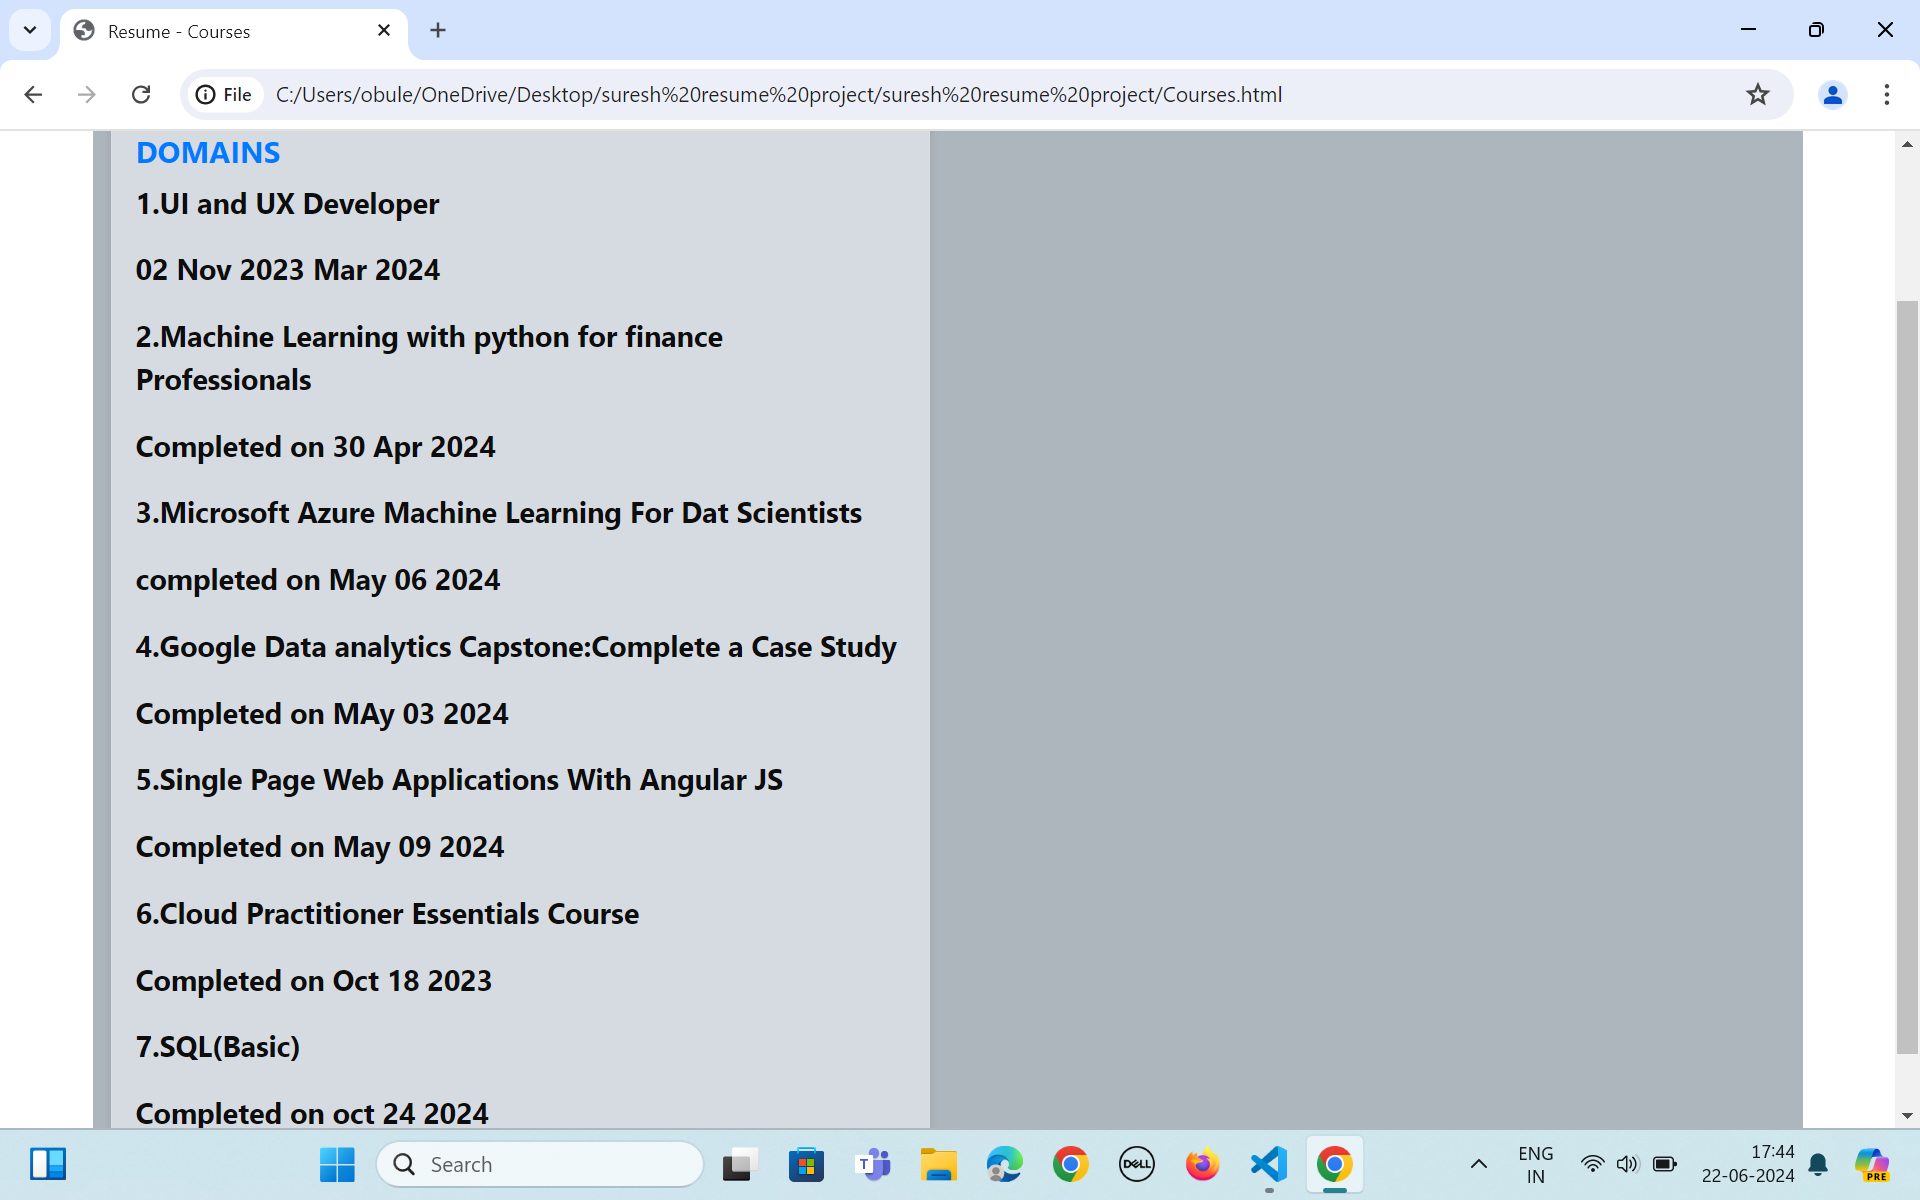 Resume - Courses
File
C:/Users/obule/OneDrive/Desktop/suresh%20resume%20project/suresh%20resume%20project/Courses.html
DOMAINS
1.UI and UX Developer
02 Nov 2023 Mar 2024
2.Machine Learning with python for finance
Professionals
Completed on 30 Apr 2024
3.Microsoft Azure Machine Learning For Dat Scientists
completed on May 06 2024
4.Google Data analytics Capstone:Complete a Case Study
Completed on MAy 03 2024
5.Single Page Web Applications With Angular JS
Completed on May 09 2024
6.Cloud Practitioner Essentials Course
Completed on Oct 18 2023
7.SQL(Basic)
Completed on oct 24 2024
Search
T
DELL
ENG
IN
17:44
22-06-2024
PRE